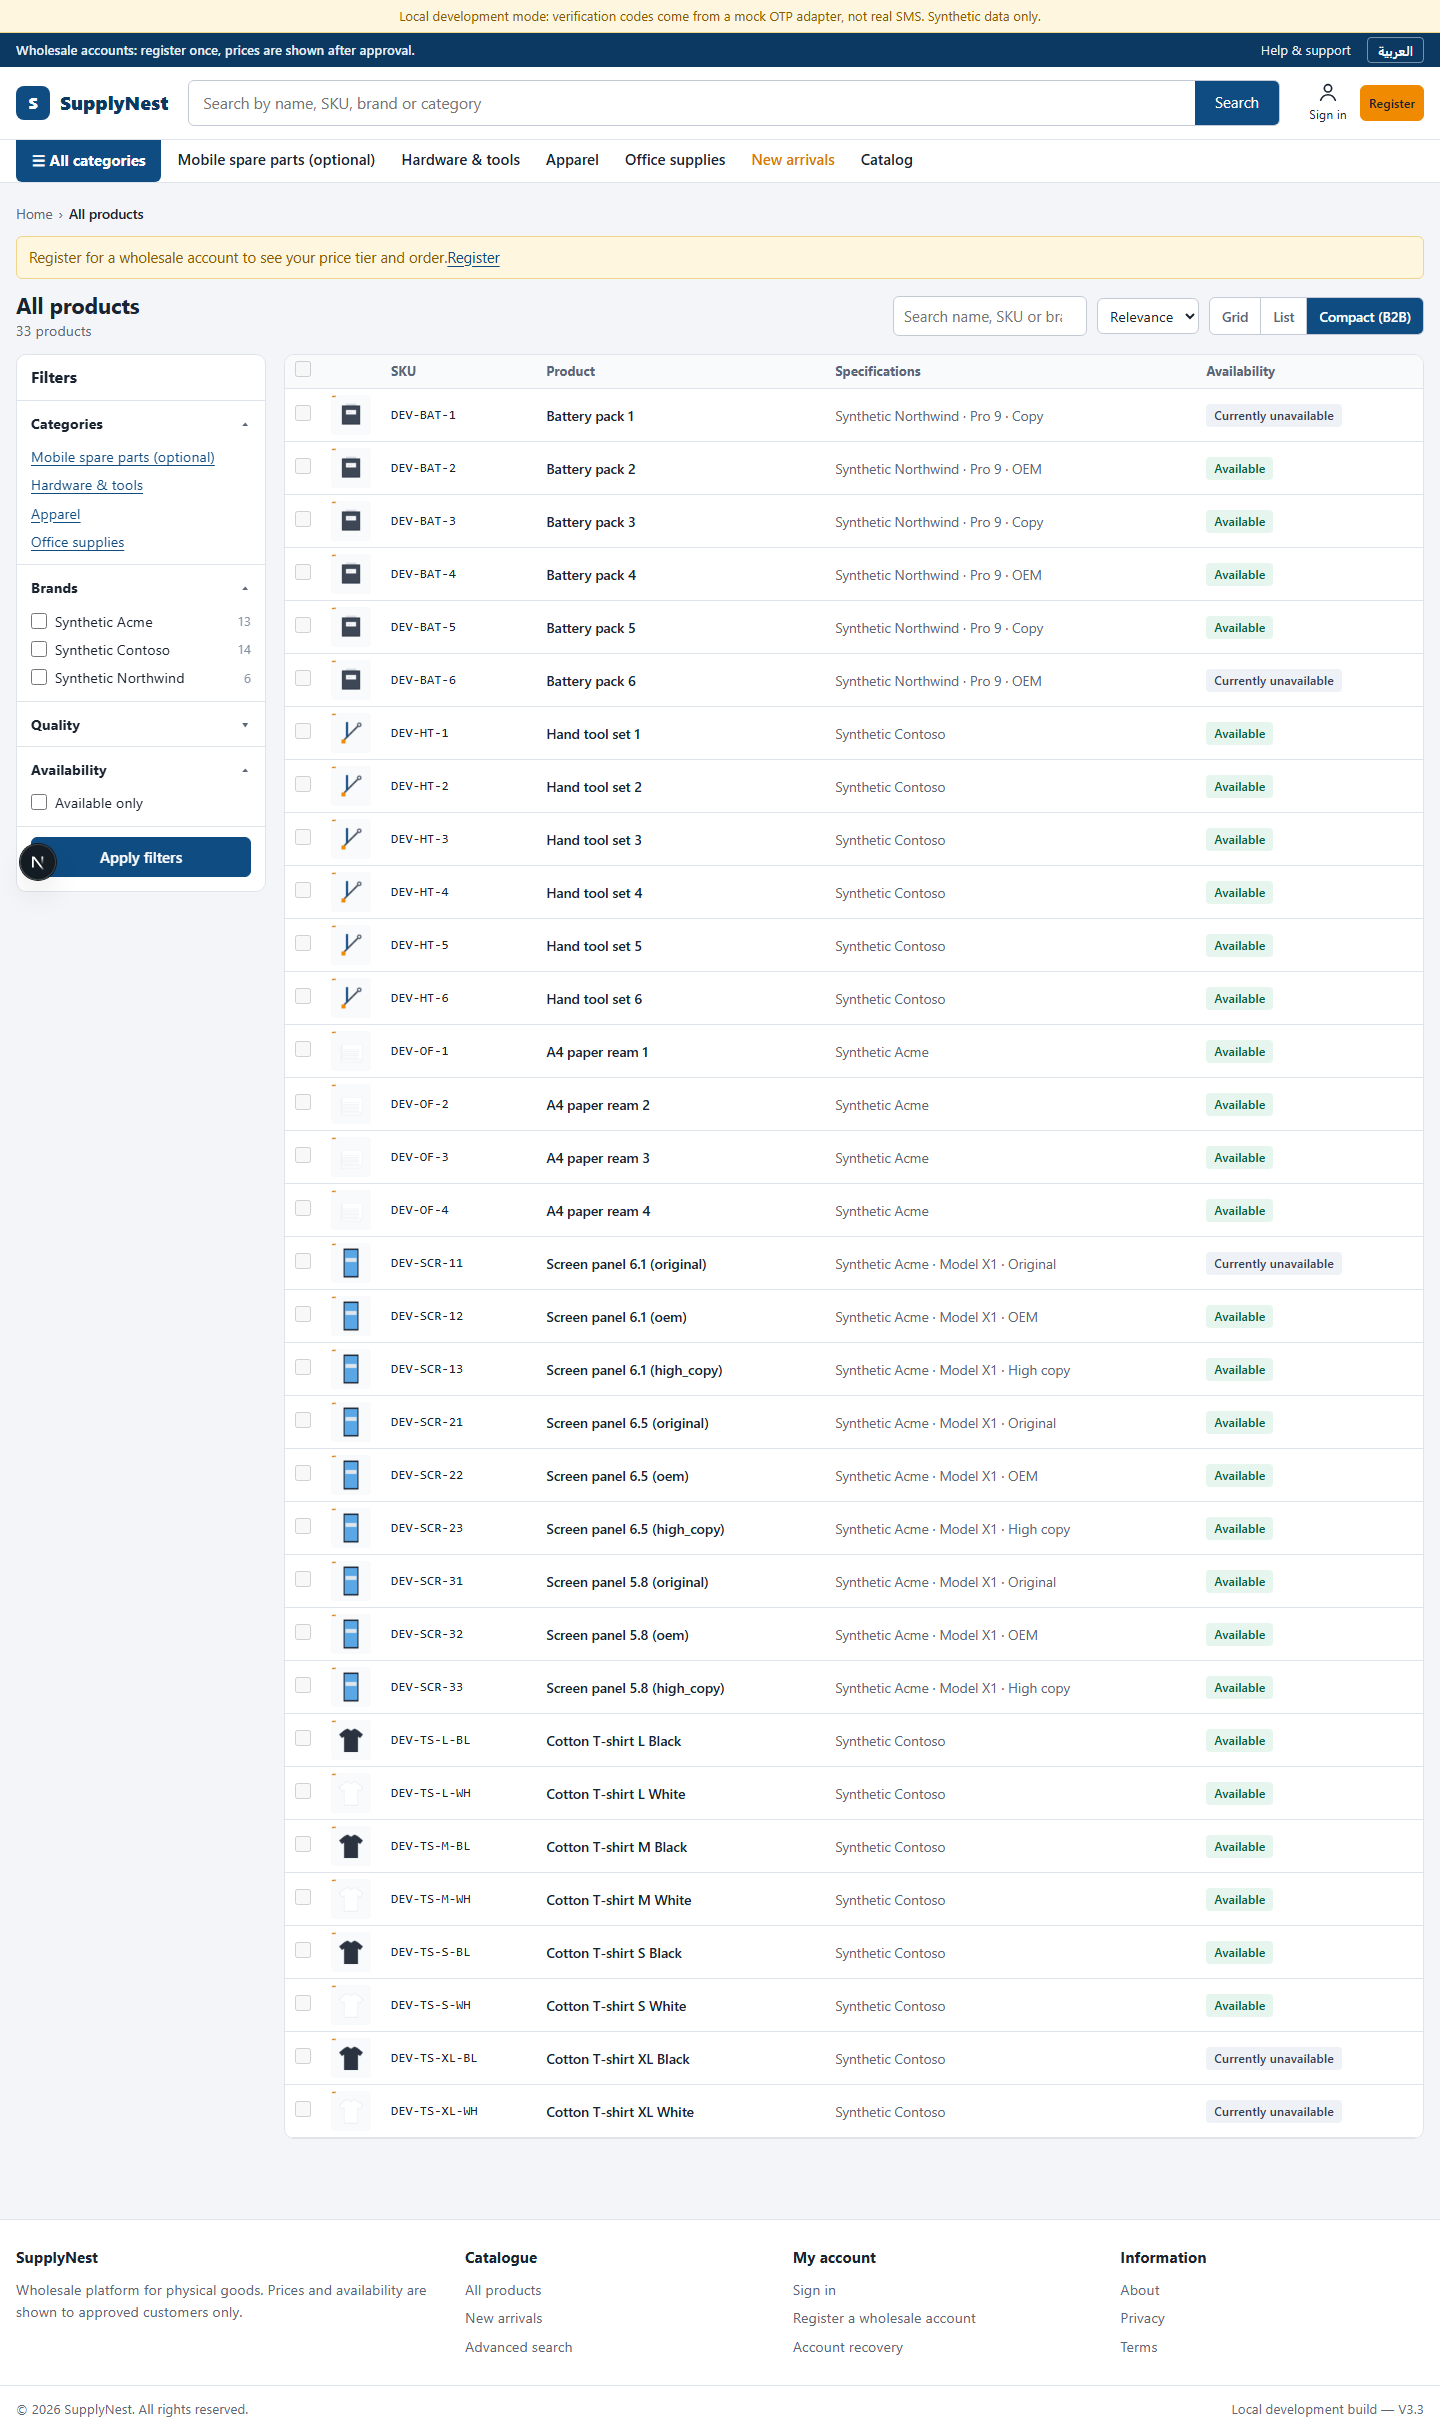 Local development mode: verification codes come from a mock OTP adapter, not real SMS. Synthetic data only.
Wholesale accounts: register once, prices are shown after approval.
Help & support
العربية
S
SupplyNest
Search by name, SKU, brand or category
Search
Sign in
Register
☰ All categories
Mobile spare parts (optional)
Hardware & tools
Apparel
Office supplies
New arrivals
Catalog
Home › All products
Register for a wholesale account to see your price tier and order.Register
All products
33 products
Search name, SKU or bra
Relevance
Grid
List
Compact (B2B)
Filters
Categories
Mobile spare parts (optional)
Hardware & tools
Apparel
Office supplies
Brands
Synthetic Acme 13
Synthetic Contoso 14
Synthetic Northwind 6
Quality
Availability
Available only
Apply filters
N
SKU Product Specifications Availability
DEV-BAT-1 Battery pack 1 Synthetic Northwind · Pro 9 · Copy Currently unavailable
DEV-BAT-2 Battery pack 2 Synthetic Northwind · Pro 9 · OEM Available
DEV-BAT-3 Battery pack 3 Synthetic Northwind · Pro 9 · Copy Available
DEV-BAT-4 Battery pack 4 Synthetic Northwind · Pro 9 · OEM Available
DEV-BAT-5 Battery pack 5 Synthetic Northwind · Pro 9 · Copy Available
DEV-BAT-6 Battery pack 6 Synthetic Northwind · Pro 9 · OEM Currently unavailable
DEV-HT-1 Hand tool set 1 Synthetic Contoso Available
DEV-HT-2 Hand tool set 2 Synthetic Contoso Available
DEV-HT-3 Hand tool set 3 Synthetic Contoso Available
DEV-HT-4 Hand tool set 4 Synthetic Contoso Available
DEV-HT-5 Hand tool set 5 Synthetic Contoso Available
DEV-HT-6 Hand tool set 6 Synthetic Contoso Available
DEV-OF-1 A4 paper ream 1 Synthetic Acme Available
DEV-OF-2 A4 paper ream 2 Synthetic Acme Available
DEV-OF-3 A4 paper ream 3 Synthetic Acme Available
DEV-OF-4 A4 paper ream 4 Synthetic Acme Available
DEV-SCR-11 Screen panel 6.1 (original) Synthetic Acme · Model X1 · Original Currently unavailable
DEV-SCR-12 Screen panel 6.1 (oem) Synthetic Acme · Model X1 · OEM Available
DEV-SCR-13 Screen panel 6.1 (high_copy) Synthetic Acme · Model X1 · High copy Available
DEV-SCR-21 Screen panel 6.5 (original) Synthetic Acme · Model X1 · Original Available
DEV-SCR-22 Screen panel 6.5 (oem) Synthetic Acme · Model X1 · OEM Available
DEV-SCR-23 Screen panel 6.5 (high_copy) Synthetic Acme · Model X1 · High copy Available
DEV-SCR-31 Screen panel 5.8 (original) Synthetic Acme · Model X1 · Original Available
DEV-SCR-32 Screen panel 5.8 (oem) Synthetic Acme · Model X1 · OEM Available
DEV-SCR-33 Screen panel 5.8 (high_copy) Synthetic Acme · Model X1 · High copy Available
DEV-TS-L-BL Cotton T-shirt L Black Synthetic Contoso Available
DEV-TS-L-WH Cotton T-shirt L White Synthetic Contoso Available
DEV-TS-M-BL Cotton T-shirt M Black Synthetic Contoso Available
DEV-TS-M-WH Cotton T-shirt M White Synthetic Contoso Available
DEV-TS-S-BL Cotton T-shirt S Black Synthetic Contoso Available
DEV-TS-S-WH Cotton T-shirt S White Synthetic Contoso Available
DEV-TS-XL-BL Cotton T-shirt XL Black Synthetic Contoso Currently unavailable
DEV-TS-XL-WH Cotton T-shirt XL White Synthetic Contoso Currently unavailable
SupplyNest
Wholesale platform for physical goods. Prices and availability are
shown to approved customers only.
Catalogue
All products
New arrivals
Advanced search
My account
Sign in
Register a wholesale account
Account recovery
Information
About
Privacy
Terms
© 2026 SupplyNest. All rights reserved.
Local development build — V3.3